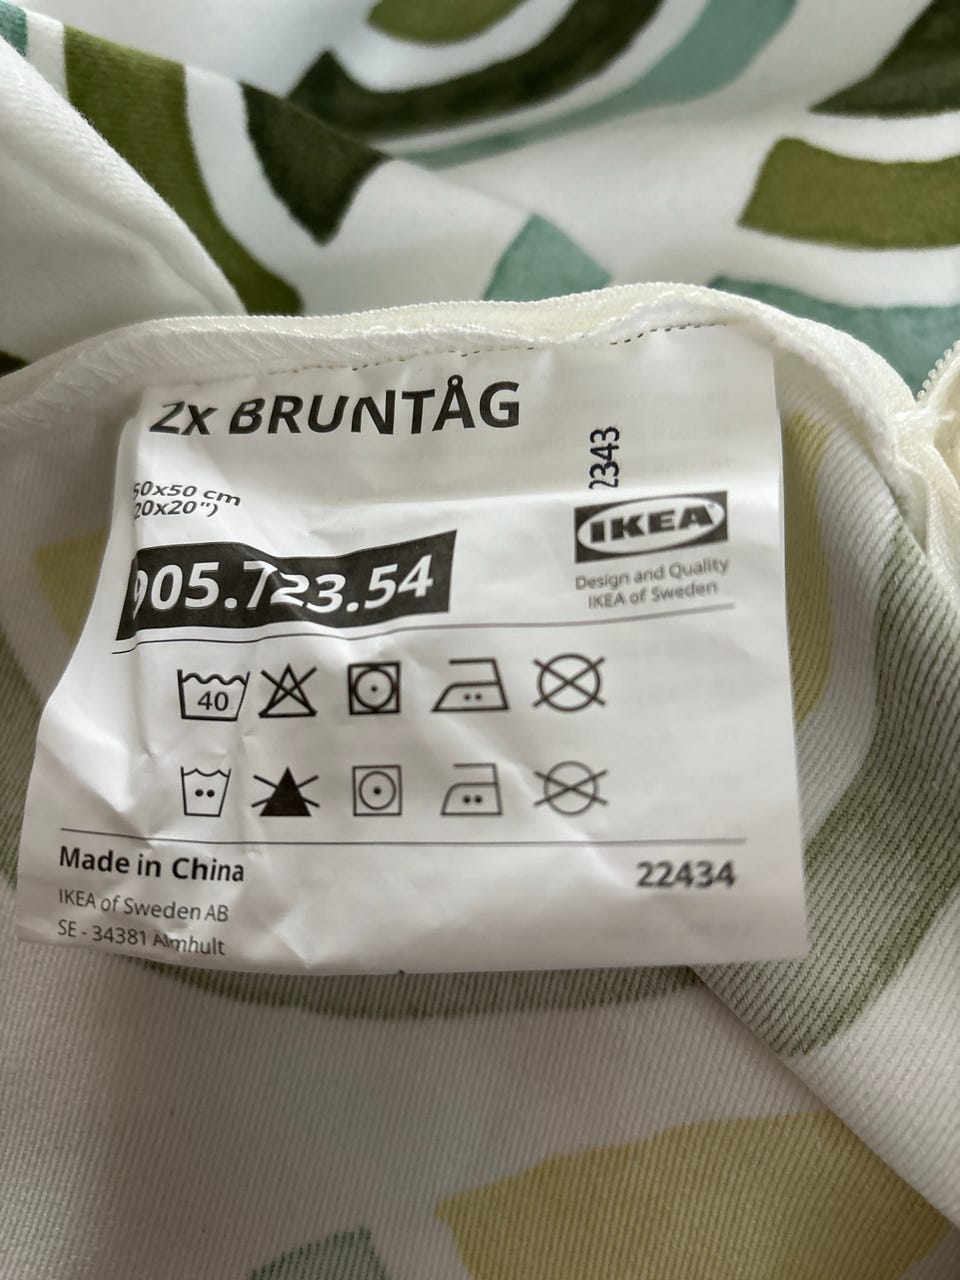 2x BRUNTÅG
50x50 cm
20x20")
2343
905.723.54
IKEA
Design and Quality
IKEA of Sweden
40
Made in China
22434
IKEA of Sweden AB
SE - 34381 Älmhult